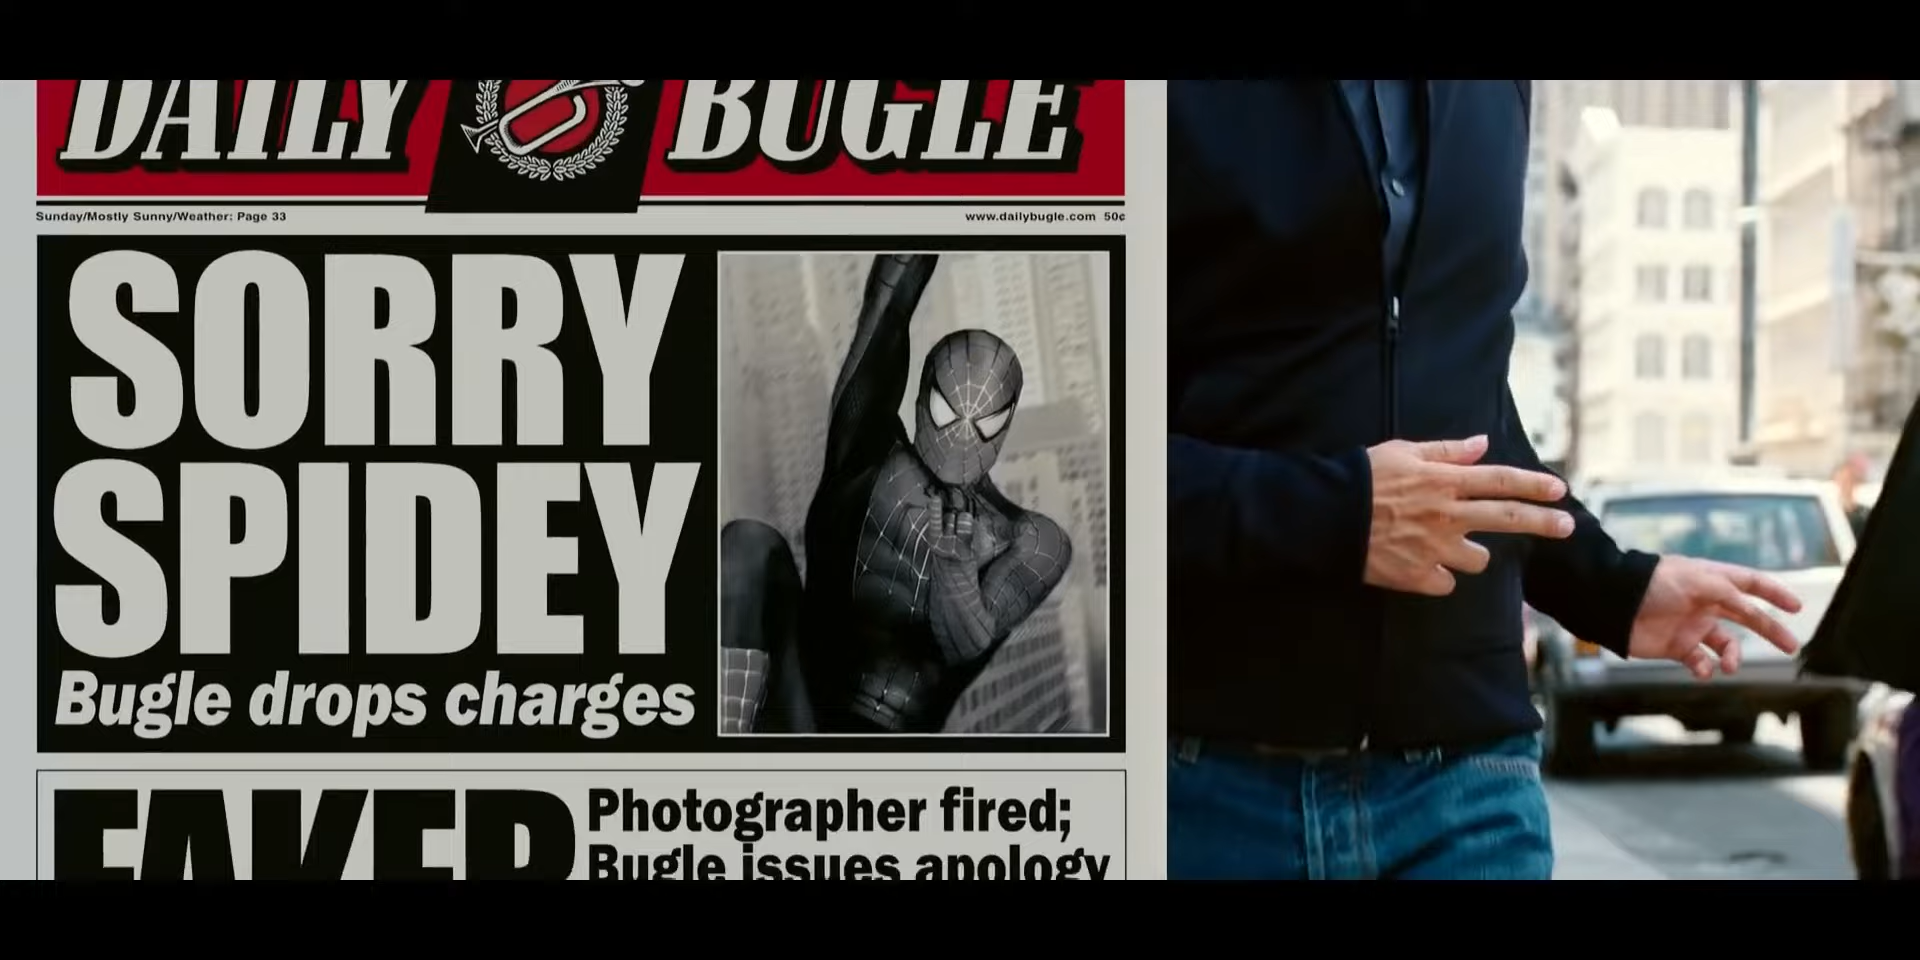 DAILY BUGLE
Sunday/Mostly Sunny/Weather: Page 33
www.dailybugle.com 50¢
SORRY
SPIDEY
Bugle drops charges
FAKER
Photographer fired;
Bugle issues apology